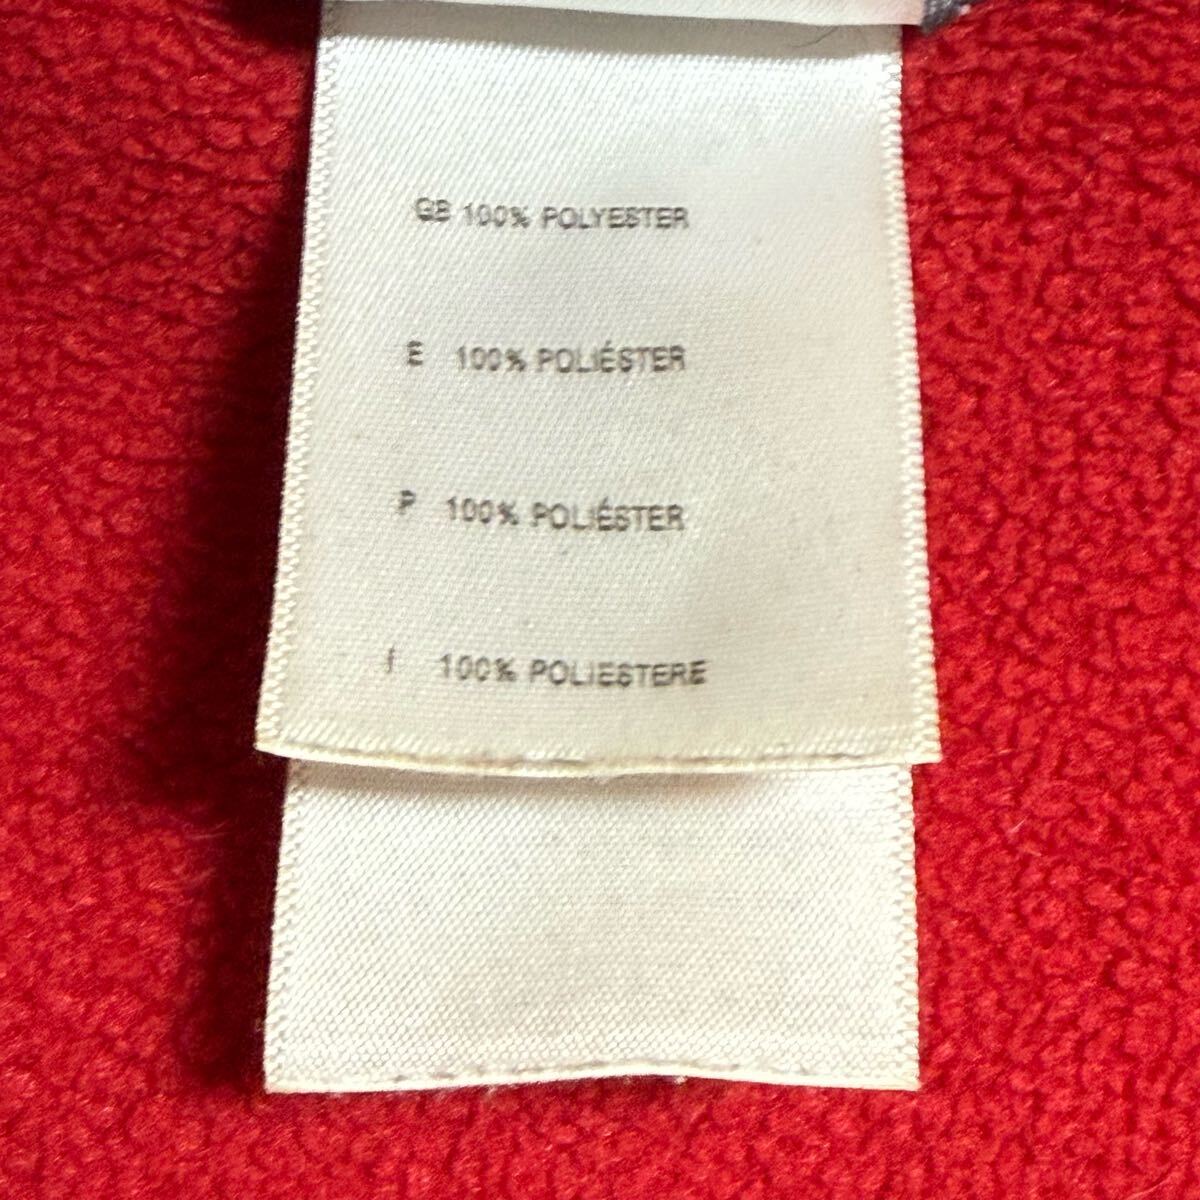 GB 100% POLYESTER
E 100% POLIÉSTER
P 100% POLIÉSTER
I 100% POLIESTERE